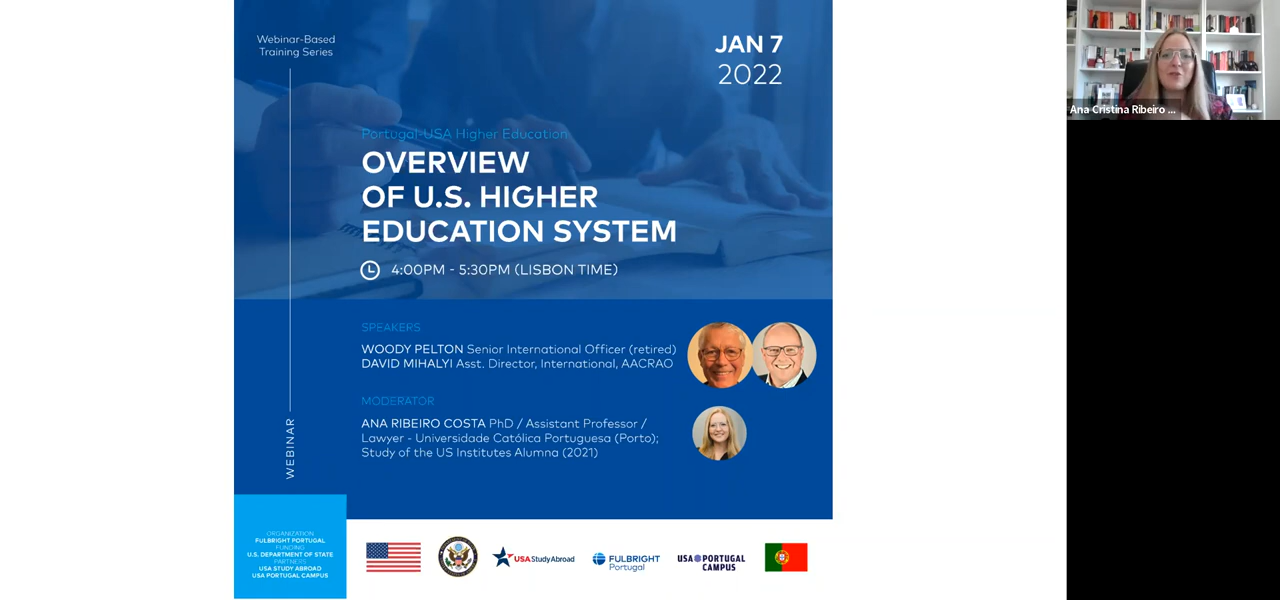 Webinar-Based
Training Series
JAN 7
2022
Portugal-USA Higher Education
OVERVIEW
OF U.S. HIGHER
EDUCATION SYSTEM
4:00PM - 5:30PM (LISBON TIME)
SPEAKERS
WOODY PELTON Senior International Officer (retired)
DAVID MIHALYI Asst. Director, International, AACRAO
MODERATOR
ANA RIBEIRO COSTA PhD / Assistant Professor /
Lawyer - Universidade Católica Portuguesa (Porto);
Study of the US Institutes Alumna (2021)
WEBINAR
ORGANIZATION
FULBRIGHT PORTUGAL
FUNDING
U.S. DEPARTMENT OF STATE
PARTNERS
USA STUDY ABROAD
USA PORTUGAL CAMPUS
USA StudyAbroad
FULBRIGHT
Portugal
USA PORTUGAL
CAMPUS
Ana Cristina Ribeiro ...